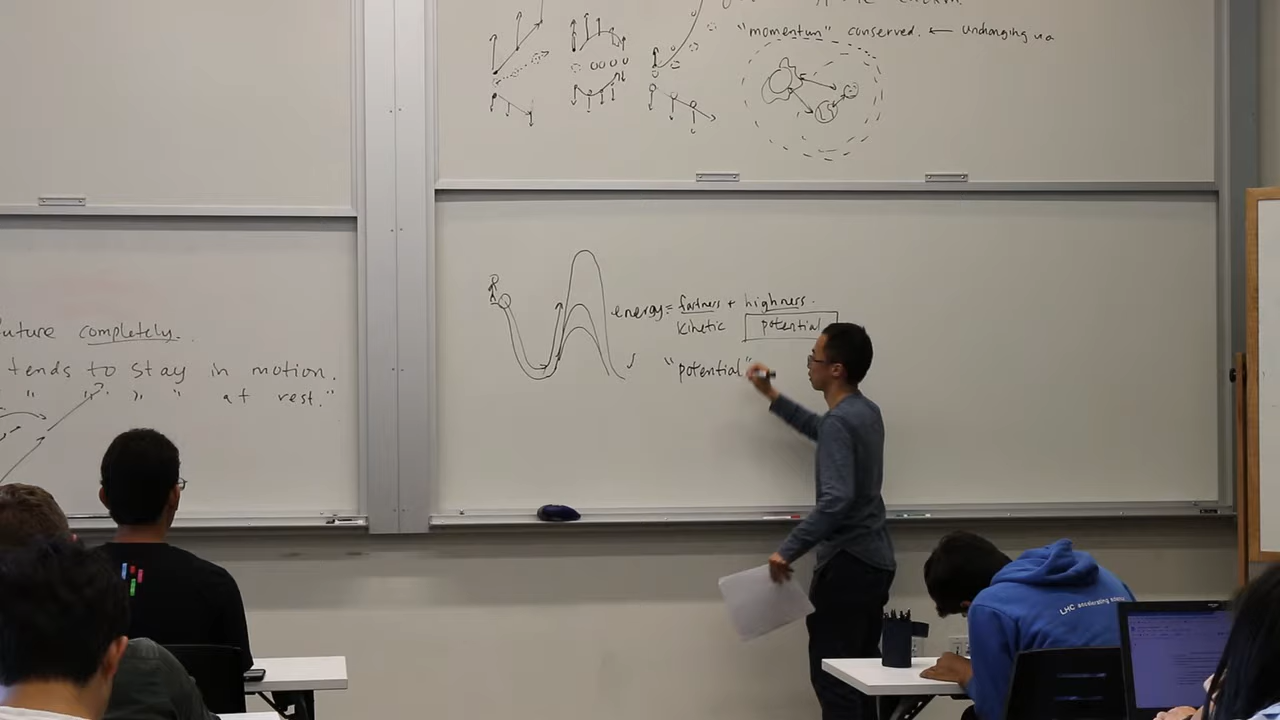 "momentum" conserved. ← unchanging
future completely.
tends to stay in motion.
" " " at rest."
energy = fastness + highness.
kinetic potential
"potential"
LHC accelerating